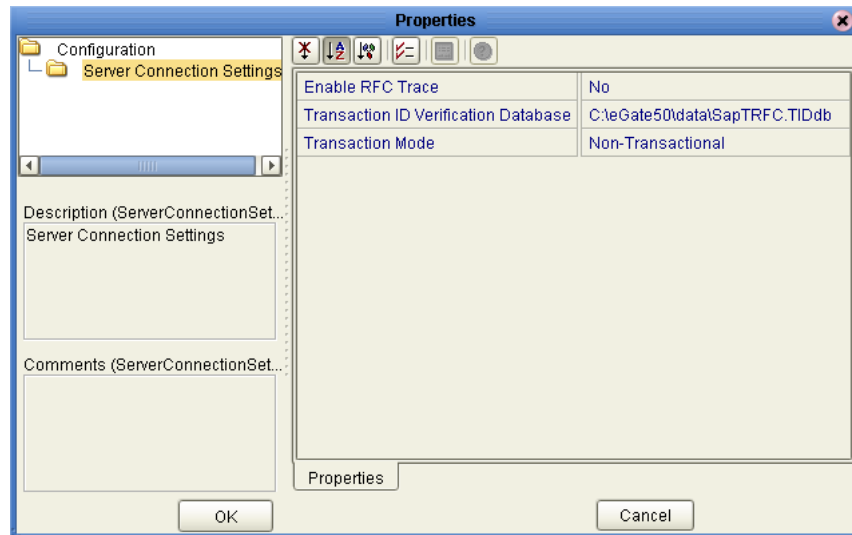 Properties
Configuration
Server Connection Settings
Enable RFC Trace No
Transaction ID Verification Database C:\eGate50\data\SapTRFC.TIDdb
Transaction Mode Non-Transactional
Description (ServerConnectionSet...
Server Connection Settings
Comments (ServerConnectionSet...
Properties
OK
Cancel